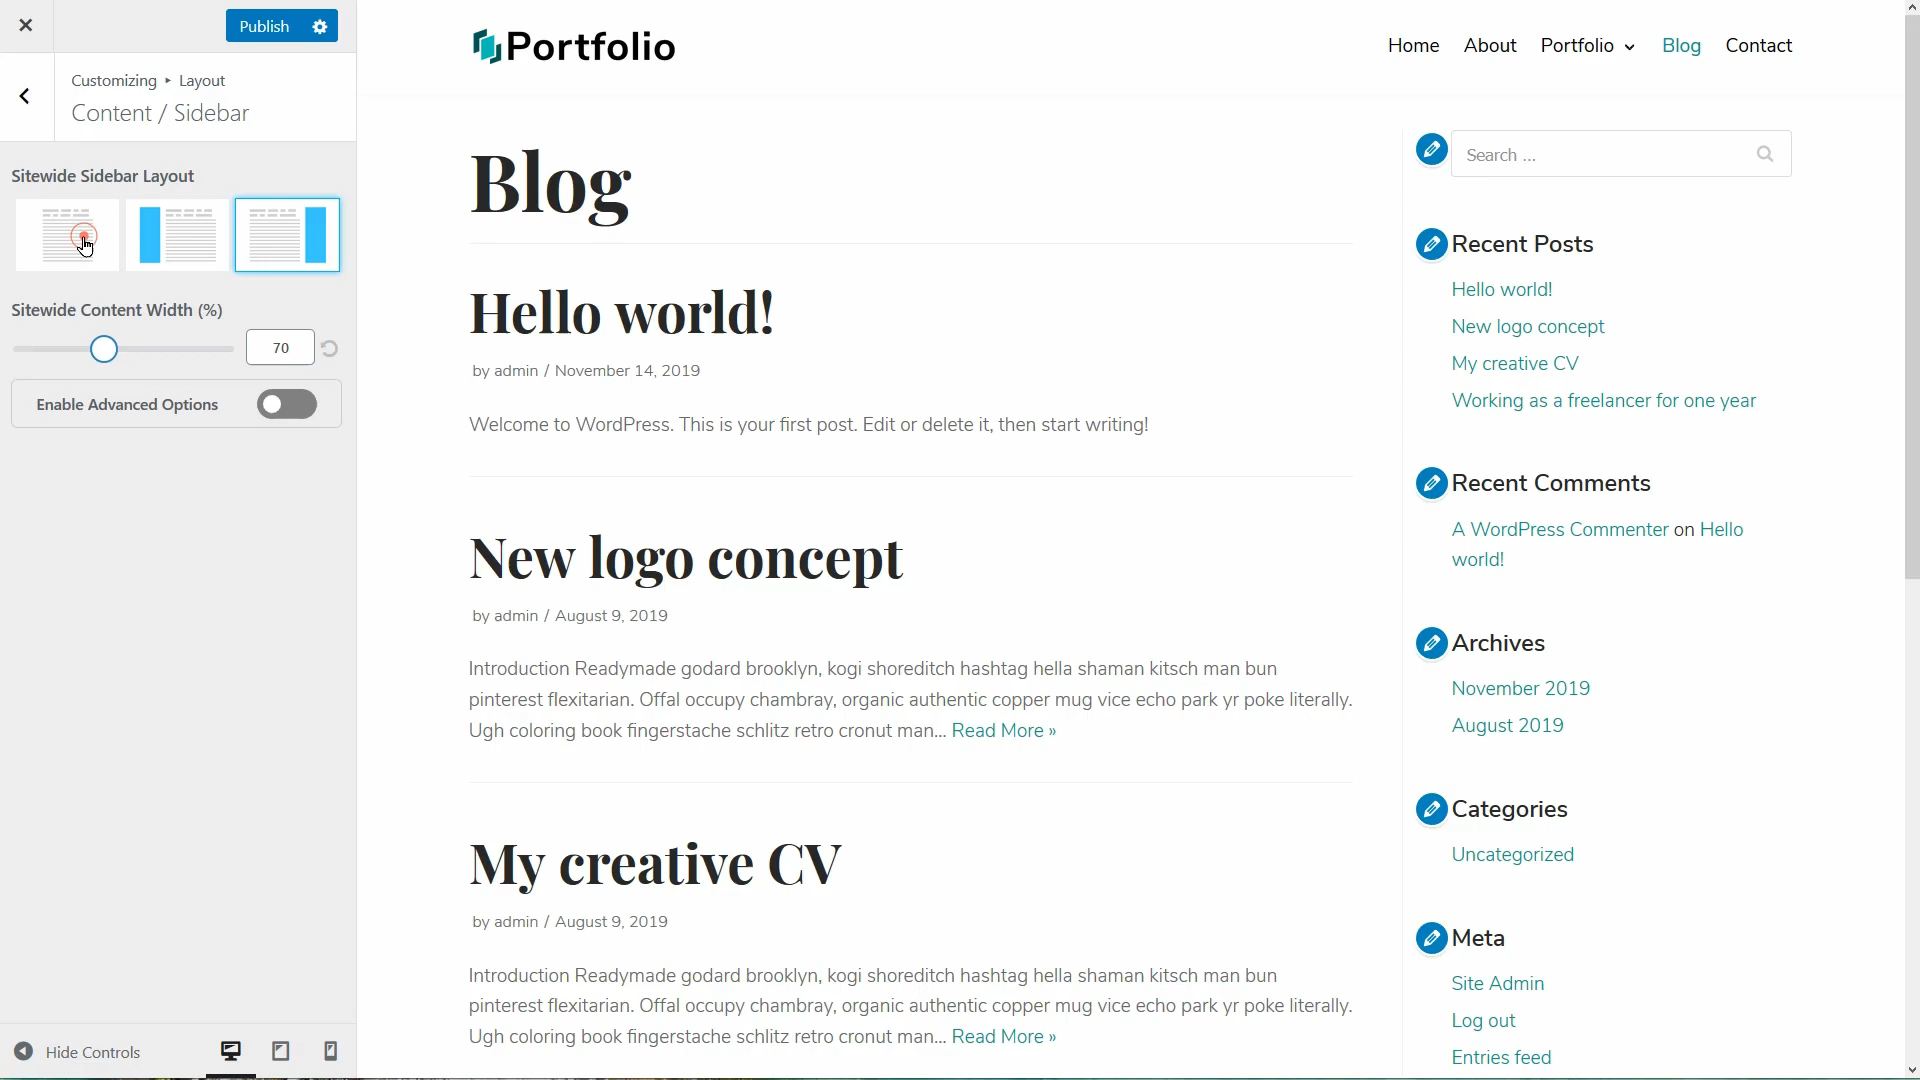 Publish
Customizing ▸ Layout
Content / Sidebar
Sitewide Sidebar Layout
Sitewide Content Width (%)
70
Enable Advanced Options
Hide Controls
Portfolio
Home About Portfolio Blog Contact
Blog
Hello world!
by admin / November 14, 2019
Welcome to WordPress. This is your first post. Edit or delete it, then start writing!
New logo concept
by admin / August 9, 2019
Introduction Readymade godard brooklyn, kogi shoreditch hashtag hella shaman kitsch man bun
pinterest flexitarian. Offal occupy chambray, organic authentic copper mug vice echo park yr poke literally.
Ugh coloring book fingerstache schlitz retro cronut man... Read More »
My creative CV
by admin / August 9, 2019
Introduction Readymade godard brooklyn, kogi shoreditch hashtag hella shaman kitsch man bun
pinterest flexitarian. Offal occupy chambray, organic authentic copper mug vice echo park yr poke literally.
Ugh coloring book fingerstache schlitz retro cronut man... Read More »
Search ...
Recent Posts
Hello world!
New logo concept
My creative CV
Working as a freelancer for one year
Recent Comments
A WordPress Commenter on Hello
world!
Archives
November 2019
August 2019
Categories
Uncategorized
Meta
Site Admin
Log out
Entries feed